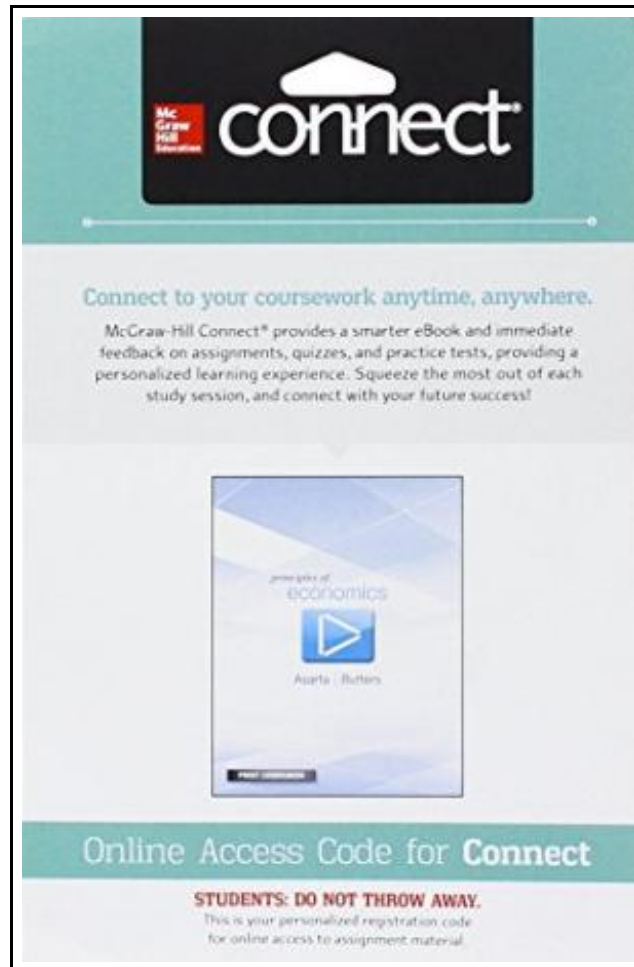 Mc
Graw
Hill
Education
connect®
Connect to your coursework anytime, anywhere.
McGraw-Hill Connect® provides a smarter eBook and immediate
feedback on assignments, quizzes, and practice tests, providing a
personalized learning experience. Squeeze the most out of each
study session, and connect with your future success!
principles of
economics
Asarta | Butters
PRINT COMPANION
Online Access Code for Connect
STUDENTS: DO NOT THROW AWAY.
This is your personalized registration code
for online access to assignment material.